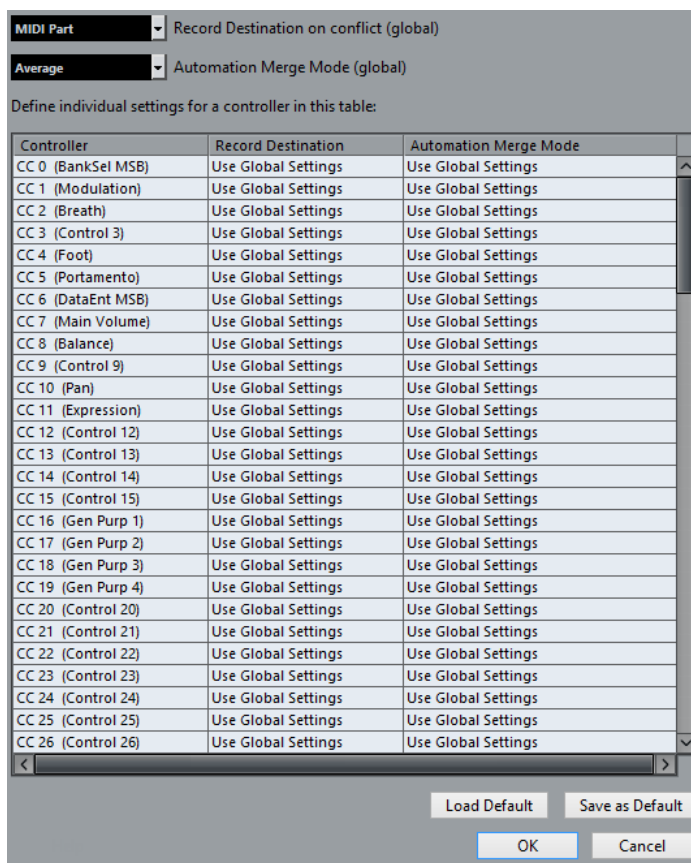 MIDI Part Record Destination on conflict (global)
Average Automation Merge Mode (global)
Define individual settings for a controller in this table:
Controller Record Destination Automation Merge Mode
CC 0 (BankSel MSB) Use Global Settings Use Global Settings
CC 1 (Modulation) Use Global Settings Use Global Settings
CC 2 (Breath) Use Global Settings Use Global Settings
CC 3 (Control 3) Use Global Settings Use Global Settings
CC 4 (Foot) Use Global Settings Use Global Settings
CC 5 (Portamento) Use Global Settings Use Global Settings
CC 6 (DataEnt MSB) Use Global Settings Use Global Settings
CC 7 (Main Volume) Use Global Settings Use Global Settings
CC 8 (Balance) Use Global Settings Use Global Settings
CC 9 (Control 9) Use Global Settings Use Global Settings
CC 10 (Pan) Use Global Settings Use Global Settings
CC 11 (Expression) Use Global Settings Use Global Settings
CC 12 (Control 12) Use Global Settings Use Global Settings
CC 13 (Control 13) Use Global Settings Use Global Settings
CC 14 (Control 14) Use Global Settings Use Global Settings
CC 15 (Control 15) Use Global Settings Use Global Settings
CC 16 (Gen Purp 1) Use Global Settings Use Global Settings
CC 17 (Gen Purp 2) Use Global Settings Use Global Settings
CC 18 (Gen Purp 3) Use Global Settings Use Global Settings
CC 19 (Gen Purp 4) Use Global Settings Use Global Settings
CC 20 (Control 20) Use Global Settings Use Global Settings
CC 21 (Control 21) Use Global Settings Use Global Settings
CC 22 (Control 22) Use Global Settings Use Global Settings
CC 23 (Control 23) Use Global Settings Use Global Settings
CC 24 (Control 24) Use Global Settings Use Global Settings
CC 25 (Control 25) Use Global Settings Use Global Settings
CC 26 (Control 26) Use Global Settings Use Global Settings
Load Default Save as Default
OK Cancel